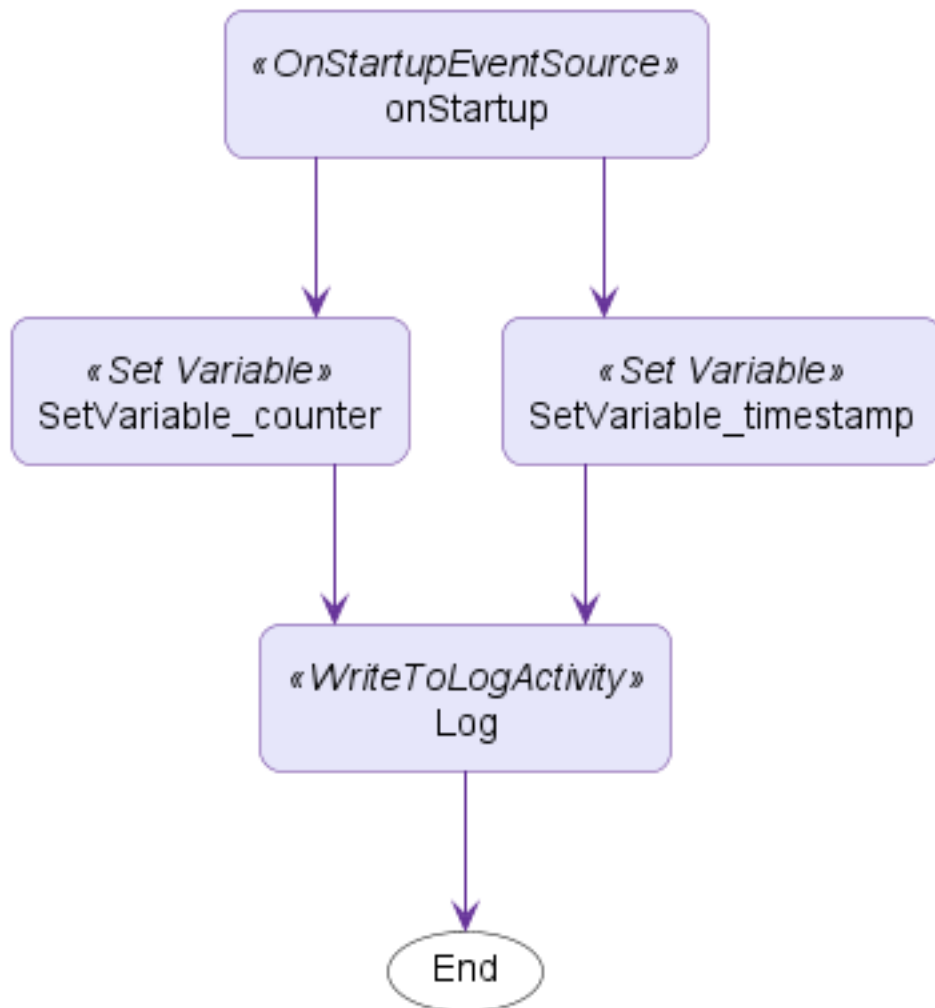 «OnStartupEventSource»
onStartup
«Set Variable»
SetVariable_counter
«Set Variable»
SetVariable_timestamp
«WriteToLogActivity»
Log
End